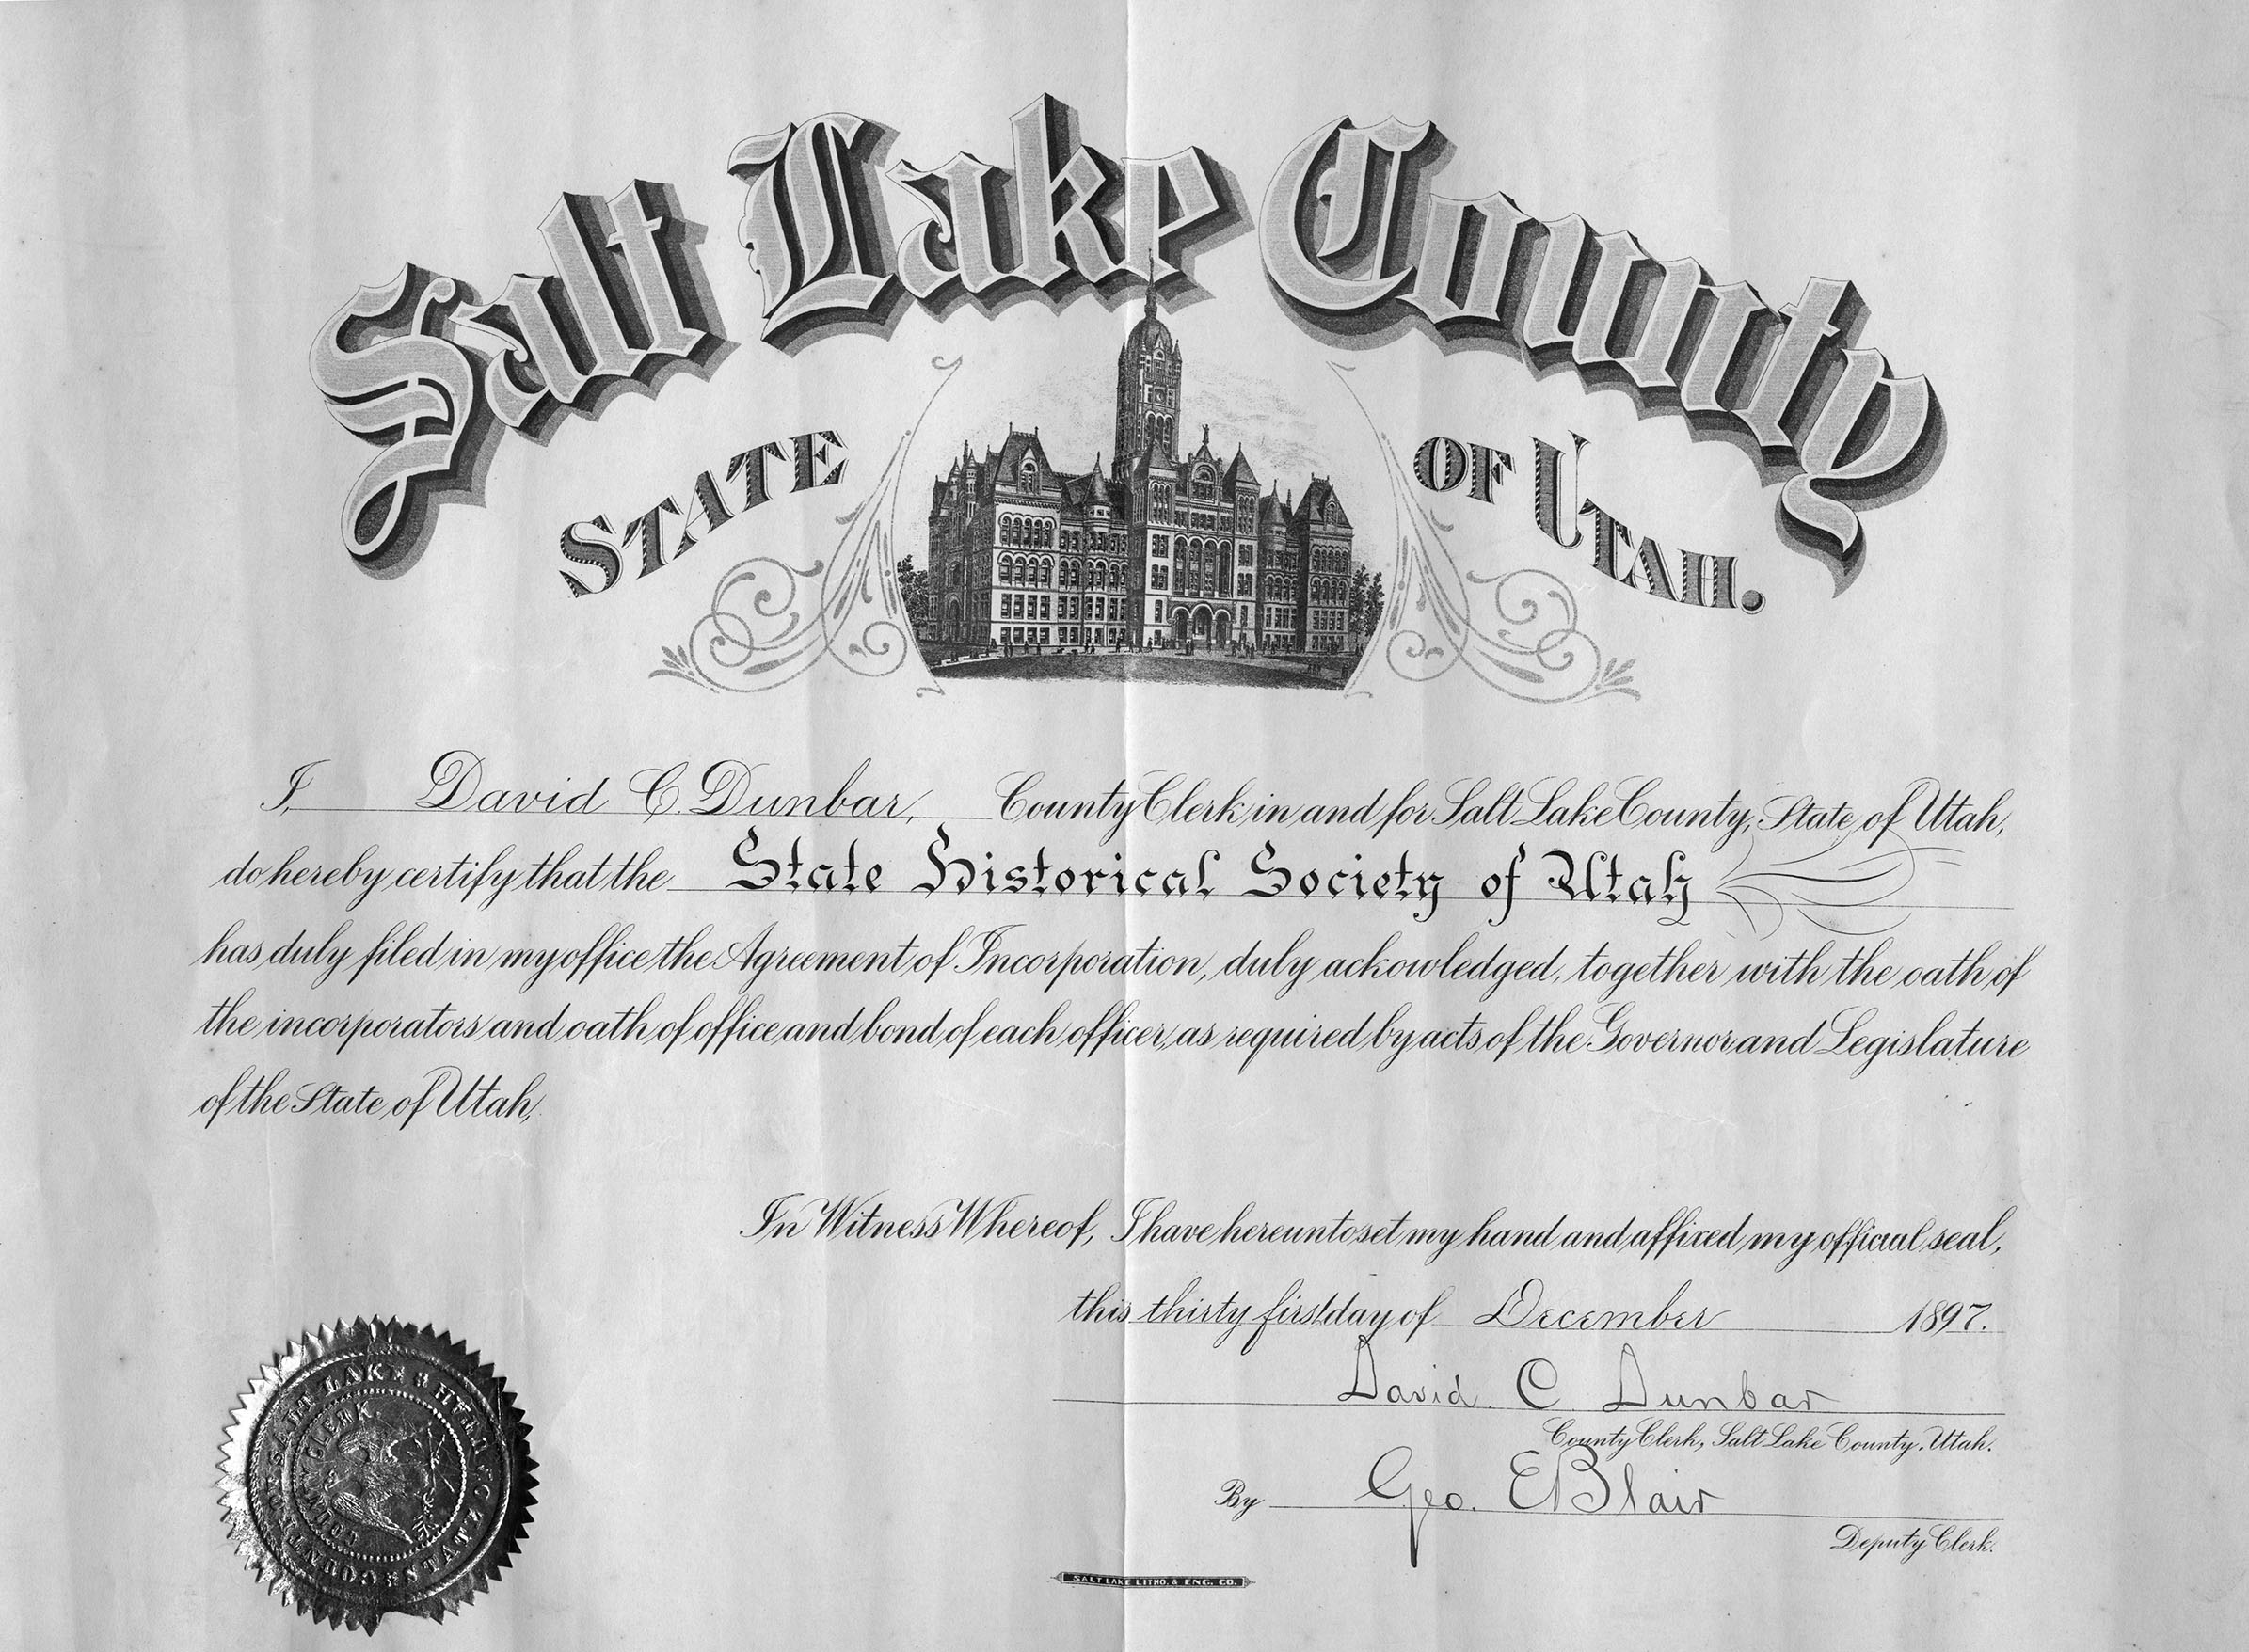 Salt Lake County
STATE OF UTAH.
I, David C. Dunbar, County Clerk in and for Salt Lake County, State of Utah,
do hereby certify that the State Historical Society of Utah
has duly filed in my office the Agreement of Incorporation, duly ackowledged, together with the oath of
the incorporators and oath of office and bond of each officer, as required by acts of the Governor and Legislature
of the State of Utah,
In Witness Whereof, I have hereunto set my hand and affixed my official seal,
this thirty first day of December 1897.
David C. Dunbar
County Clerk, Salt Lake County, Utah.
By Geo. E Blair
Deputy Clerk.
SALT LAKE COUNTY
COUNTY CLERK
SALT LAKE LITHO. & ENG. CO.